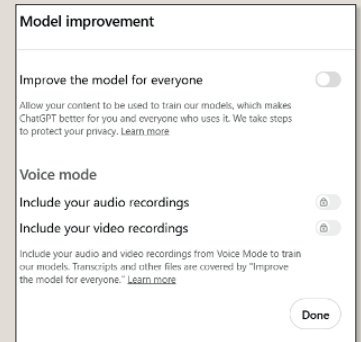 Model improvement
Improve the model for everyone
Allow your content to be used to train our models, which makes
ChatGPT better for you and everyone who uses it. We take steps
to protect your privacy. Learn more
Voice mode
Include your audio recordings
Include your video recordings
Include your audio and video recordings from Voice Mode to train
our models. Transcripts and other files are covered by "Improve
the model for everyone." Learn more
Done